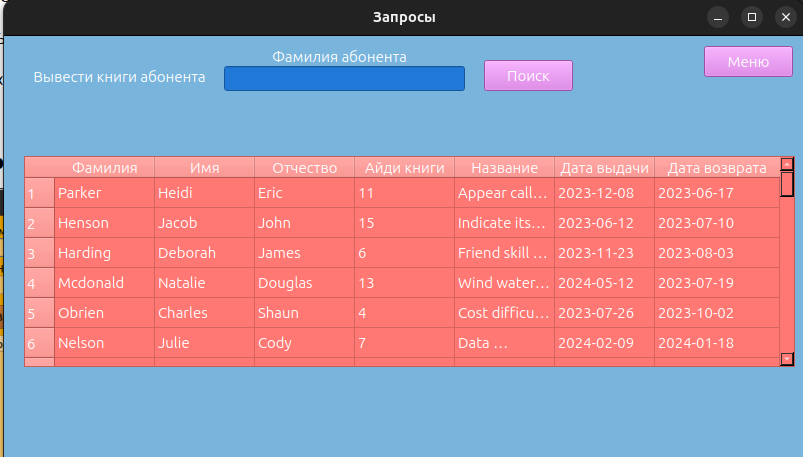 Запросы
Фамилия абонента
Меню
Вывести книги абонента
Поиск
Фамилия Имя Отчество Айди книги Название Дата выдачи Дата возврата
1 Parker Heidi Eric 11 Appear call… 2023-12-08 2023-06-17
2 Henson Jacob John 15 Indicate its… 2023-06-12 2023-07-10
3 Harding Deborah James 6 Friend skill … 2023-11-23 2023-08-03
4 Mcdonald Natalie Douglas 13 Wind water… 2024-05-12 2023-07-19
5 Obrien Charles Shaun 4 Cost difficu… 2023-07-26 2023-10-02
6 Nelson Julie Cody 7 Data … 2024-02-09 2024-01-18